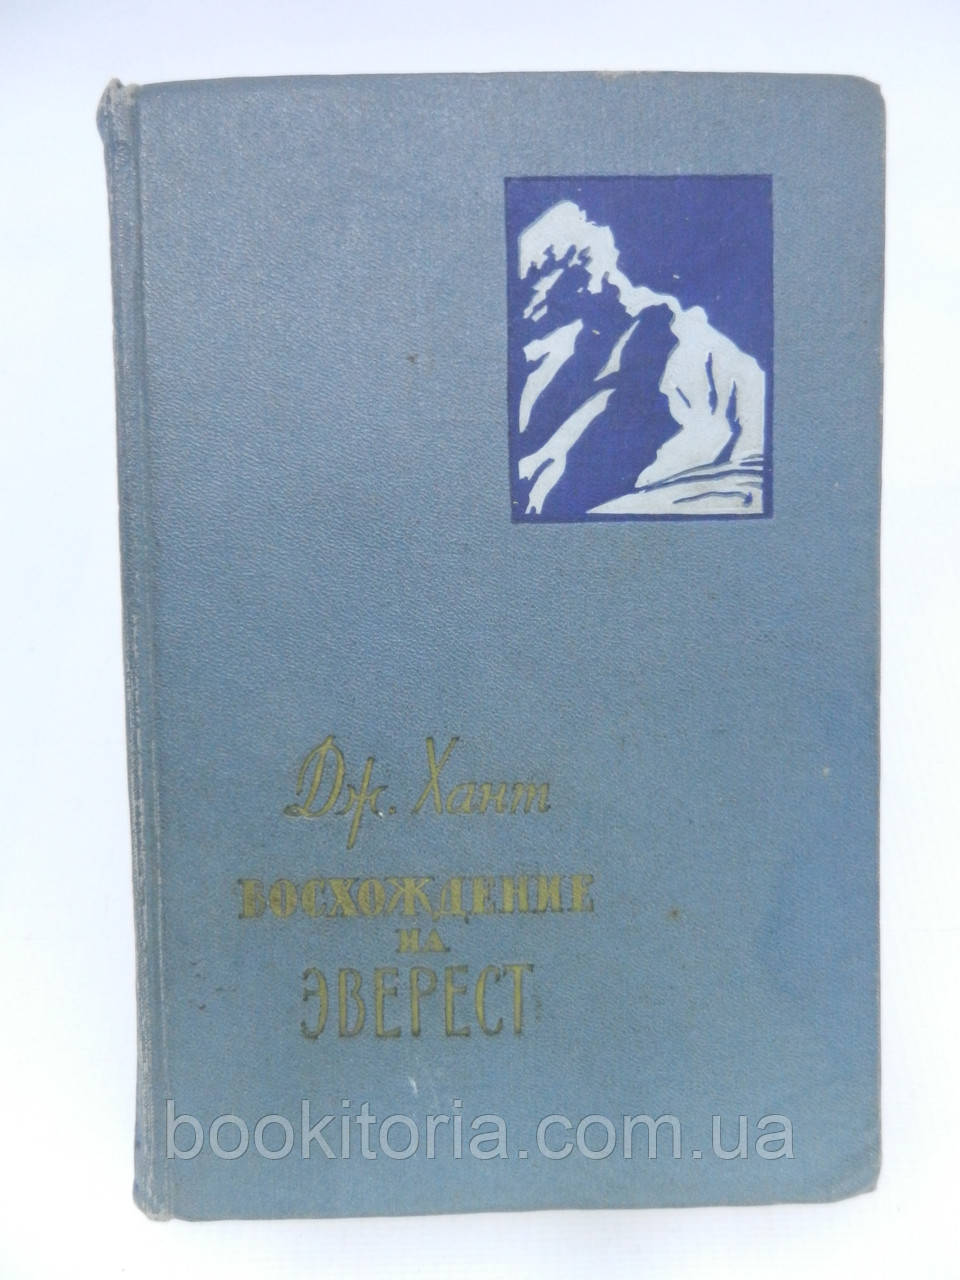 Дж. Хант
ВОСХОЖДЕНИЕ
НА
ЭВЕРЕСТ
bookitoria.com.ua